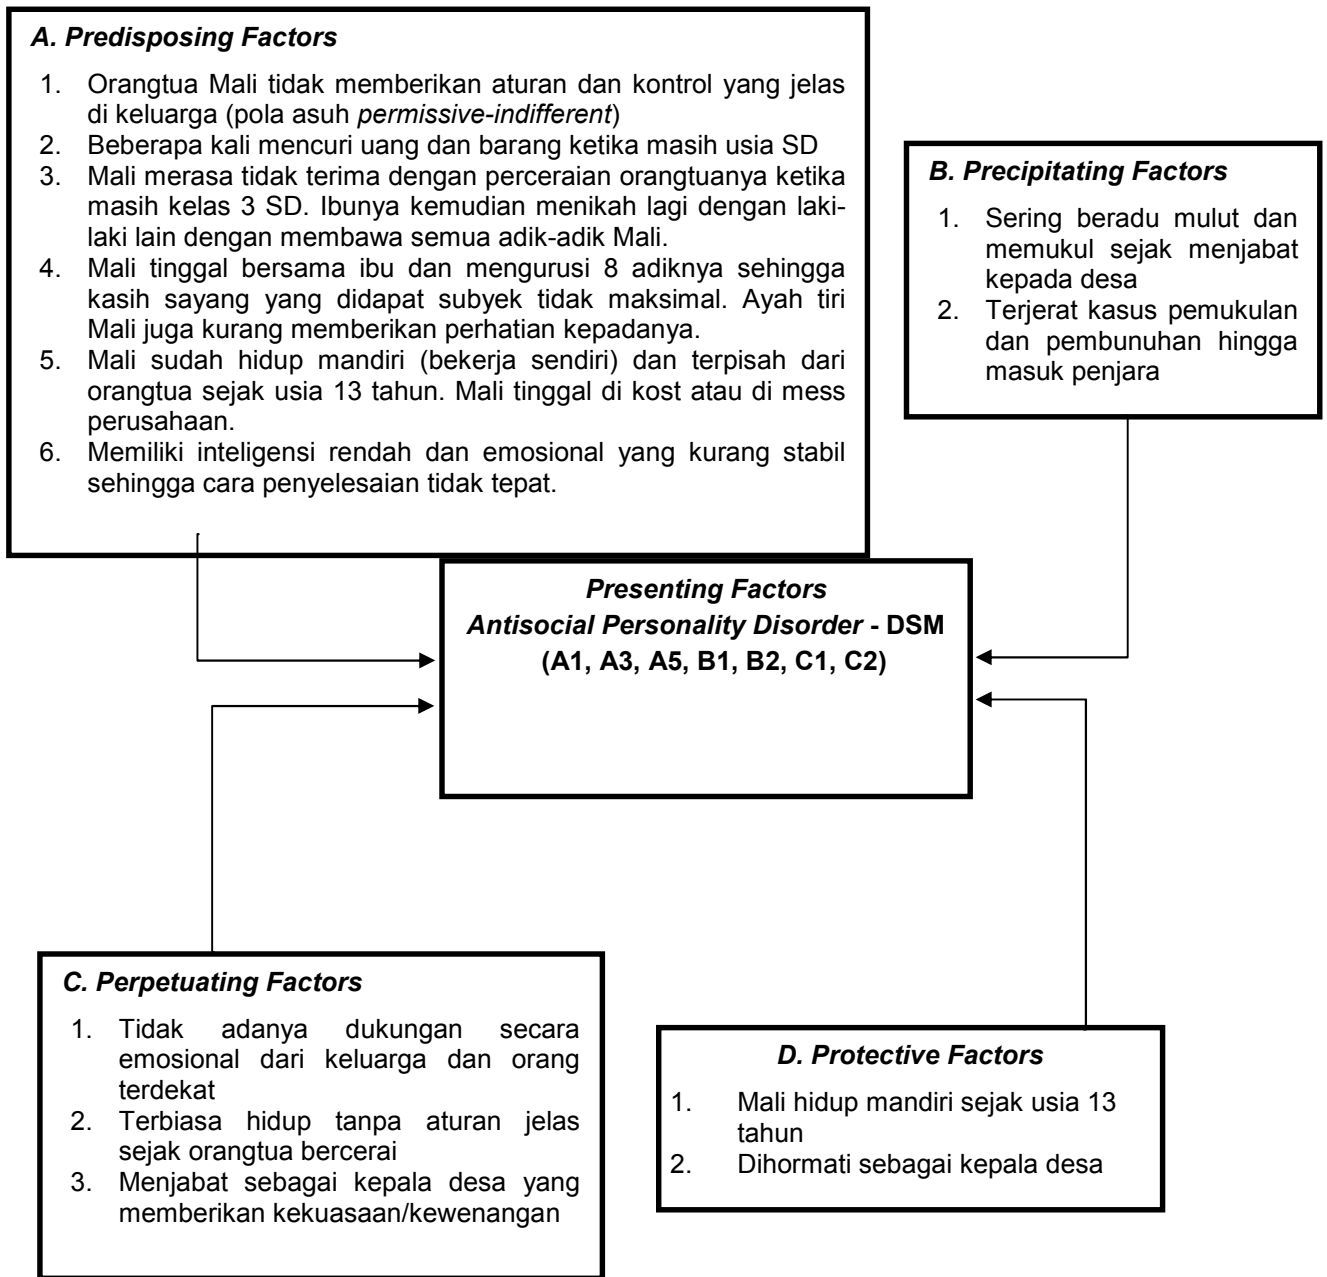 A. Predisposing Factors
1. Orangtua Mali tidak memberikan aturan dan kontrol yang jelas
di keluarga (pola asuh permissive-indifferent)
2. Beberapa kali mencuri uang dan barang ketika masih usia SD
3. Mali merasa tidak terima dengan perceraian orangtuanya ketika
masih kelas 3 SD. Ibunya kemudian menikah lagi dengan laki-
laki lain dengan membawa semua adik-adik Mali.
4. Mali tinggal bersama ibu dan mengurusi 8 adiknya sehingga
kasih sayang yang didapat subyek tidak maksimal. Ayah tiri
Mali juga kurang memberikan perhatian kepadanya.
5. Mali sudah hidup mandiri (bekerja sendiri) dan terpisah dari
orangtua sejak usia 13 tahun. Mali tinggal di kost atau di mess
perusahaan.
6. Memiliki inteligensi rendah dan emosional yang kurang stabil
sehingga cara penyelesaian tidak tepat.
B. Precipitating Factors
1. Sering beradu mulut dan
memukul sejak menjabat
kepada desa
2. Terjerat kasus pemukulan
dan pembunuhan hingga
masuk penjara
Presenting Factors
Antisocial Personality Disorder - DSM
(A1, A3, A5, B1, B2, C1, C2)
C. Perpetuating Factors
1. Tidak adanya dukungan secara
emosional dari keluarga dan orang
terdekat
2. Terbiasa hidup tanpa aturan jelas
sejak orangtua bercerai
3. Menjabat sebagai kepala desa yang
memberikan kekuasaan/kewenangan
D. Protective Factors
1. Mali hidup mandiri sejak usia 13
tahun
2. Dihormati sebagai kepala desa